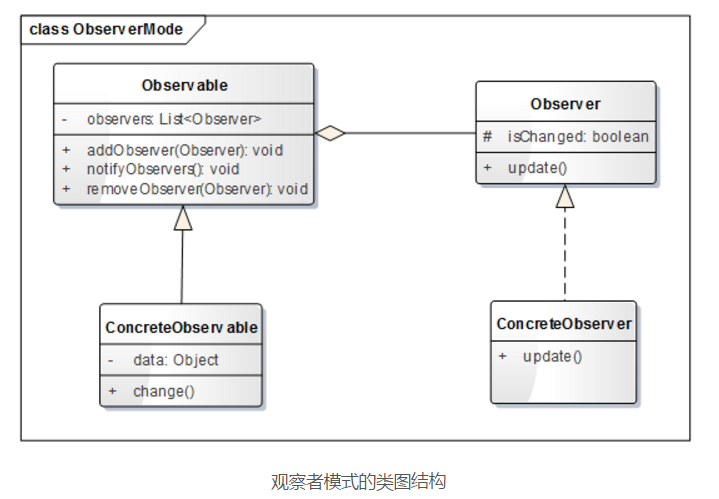 class ObserverMode
Observable
- observers: List<Observer>
+ addObserver(Observer): void
+ notifyObservers(): void
+ removeObserver(Observer): void
Observer
# isChanged: boolean
+ update()
ConcreteObservable
- data: Object
+ change()
ConcreteObserver
+ update()
观察者模式的类图结构